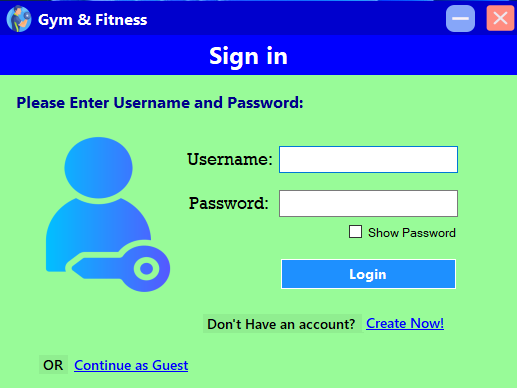 Gym & Fitness
Sign in
Please Enter Username and Password:
Username:
Password:
Show Password
Login
Don't Have an account? Create Now!
OR Continue as Guest